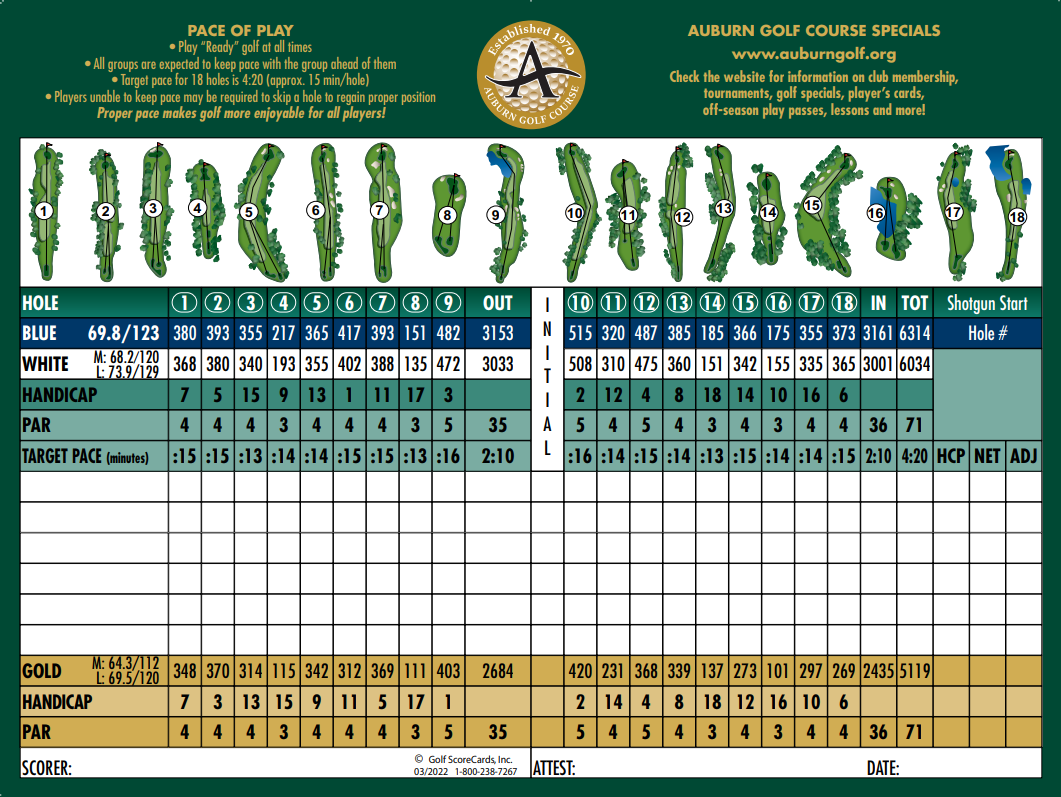 PACE OF PLAY
• Play “Ready” golf at all times
• All groups are expected to keep pace with the group ahead of them
• Target pace for 18 holes is 4:20 (approx. 15 min/hole)
• Players unable to keep pace may be required to skip a hole to regain proper position
Proper pace makes golf more enjoyable for all players!
Established 1970
A
AUBURN GOLF COURSE
AUBURN GOLF COURSE SPECIALS
www.auburngolf.org
Check the website for information on club membership,
tournaments, golf specials, player’s cards,
off-season play passes, lessons and more!
1 2 3 4 5 6 7 8 9 10 11 12 13 14 15 16 17 18
HOLE 1 2 3 4 5 6 7 8 9 OUT INITIAL 10 11 12 13 14 15 16 17 18 IN TOT Shotgun Start
BLUE 69.8/123 380 393 355 217 365 417 393 151 482 3153 515 320 487 385 185 366 175 355 373 3161 6314 Hole #
WHITE M: 68.2/120 L: 73.9/129 368 380 340 193 355 402 388 135 472 3033 508 310 475 360 151 342 155 335 365 3001 6034
HANDICAP 7 5 15 9 13 1 11 17 3 2 12 4 8 18 14 10 16 6
PAR 4 4 4 3 4 4 4 3 5 35 5 4 5 4 3 4 3 4 4 36 71
TARGET PACE (minutes) :15 :15 :13 :14 :14 :15 :15 :13 :16 2:10 :16 :14 :15 :14 :13 :15 :14 :14 :15 2:10 4:20 HCP NET ADJ
GOLD M: 64.3/112 L: 69.5/120 348 370 314 115 342 312 369 111 403 2684 420 231 368 339 137 273 101 297 269 2435 5119
HANDICAP 7 3 13 15 9 11 5 17 1 2 14 4 8 18 12 16 10 6
PAR 4 4 4 3 4 4 4 3 5 35 5 4 5 4 3 4 3 4 4 36 71
SCORER: © Golf ScoreCards, Inc. ATTEST: DATE:
03/2022 1-800-238-7267